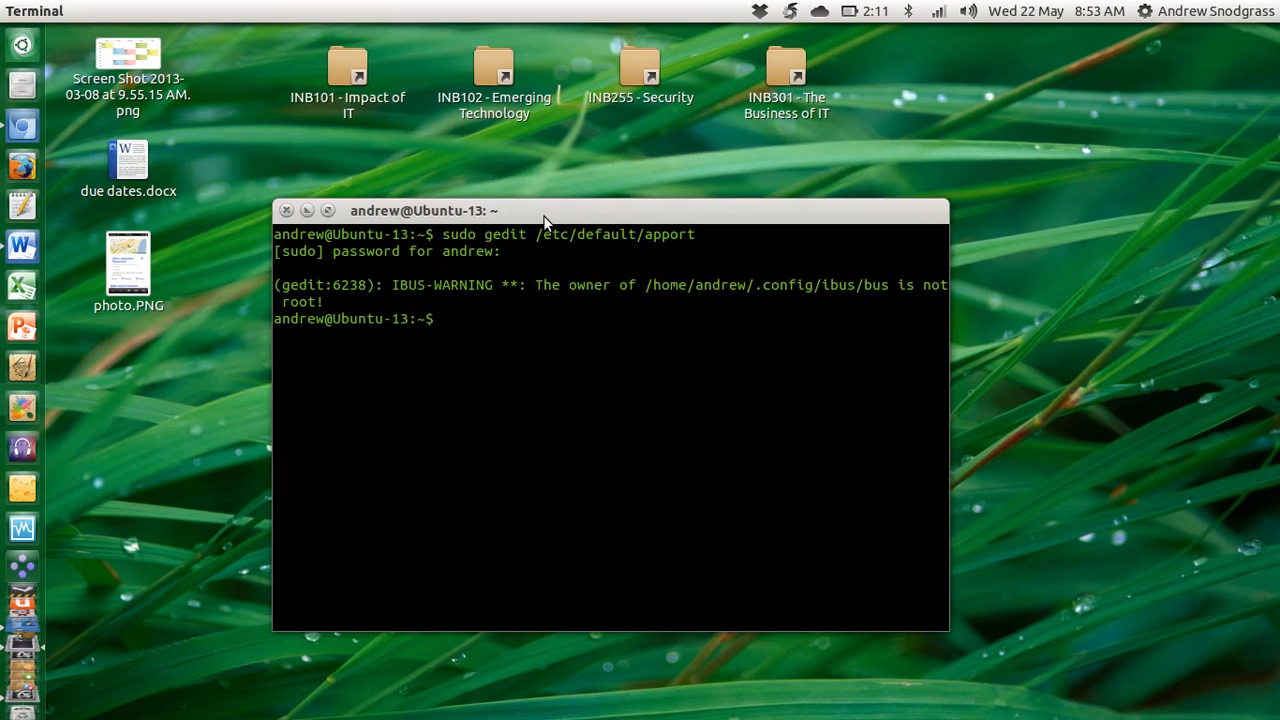 Terminal
2:11
Wed 22 May
8:53 AM
Andrew Snodgrass
Screen Shot 2013-
03-08 at 9.55.15 AM.
png
INB101 - Impact of
IT
INB102 - Emerging
Technology
INB255 - Security
INB301 - The
Business of IT
due dates.docx
photo.PNG
andrew@Ubuntu-13: ~
andrew@Ubuntu-13:~$ sudo gedit /etc/default/apport
[sudo] password for andrew:
(gedit:6238): IBUS-WARNING **: The owner of /home/andrew/.config/ibus/bus is not
root!
andrew@Ubuntu-13:~$